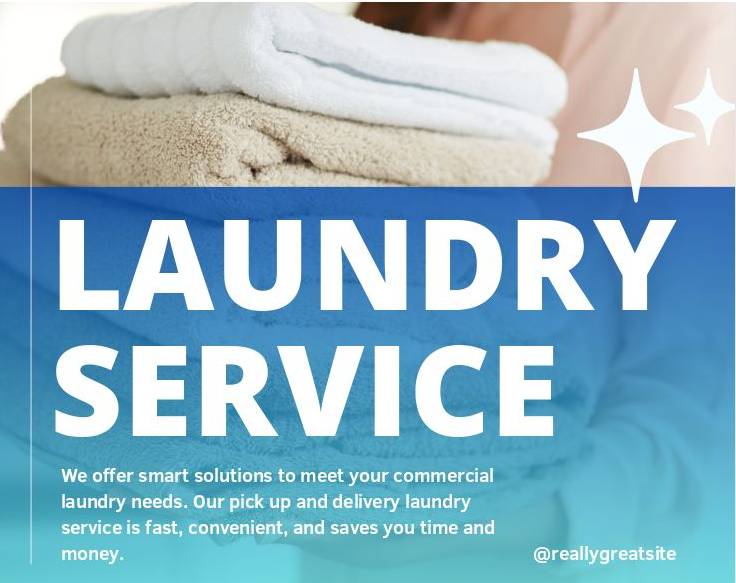 LAUNDRY
SERVICE
We offer smart solutions to meet your commercial
laundry needs. Our pick up and delivery laundry
service is fast, convenient, and saves you time and
money.
@reallygreatsite